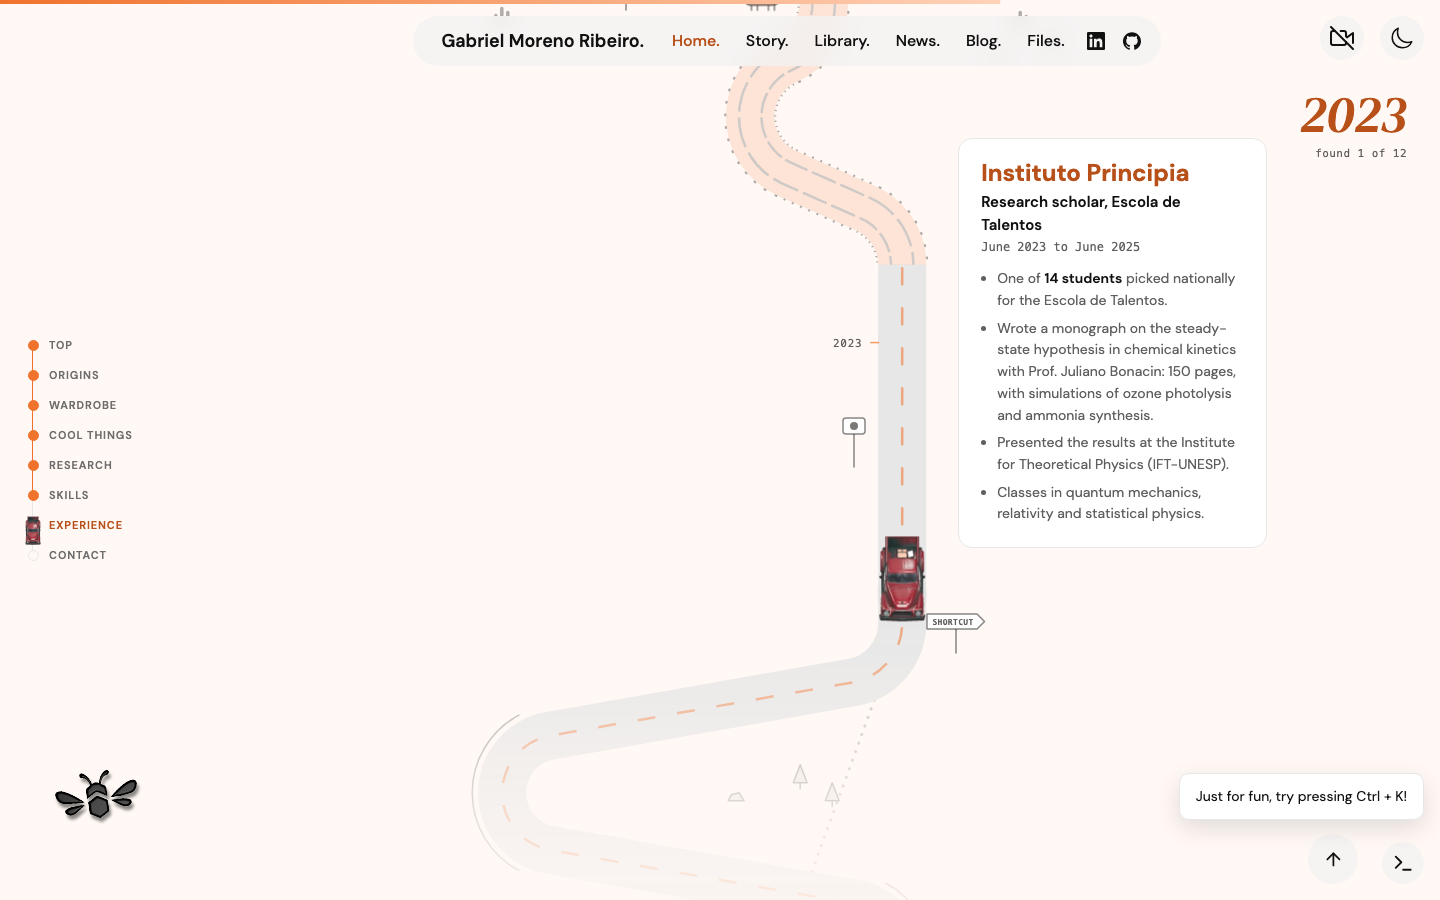 Gabriel Moreno Ribeiro.
Home.
Story.
Library.
News.
Blog.
Files.
2023
found 1 of 12
Instituto Principia
Research scholar, Escola de
Talentos
June 2023 to June 2025
One of 14 students picked nationally
for the Escola de Talentos.
Wrote a monograph on the steady-
state hypothesis in chemical kinetics
with Prof. Juliano Bonacin: 150 pages,
with simulations of ozone photolysis
and ammonia synthesis.
Presented the results at the Institute
for Theoretical Physics (IFT-UNESP).
Classes in quantum mechanics,
relativity and statistical physics.
2023
SHORTCUT
TOP
ORIGINS
WARDROBE
COOL THINGS
RESEARCH
SKILLS
EXPERIENCE
CONTACT
Just for fun, try pressing Ctrl + K!